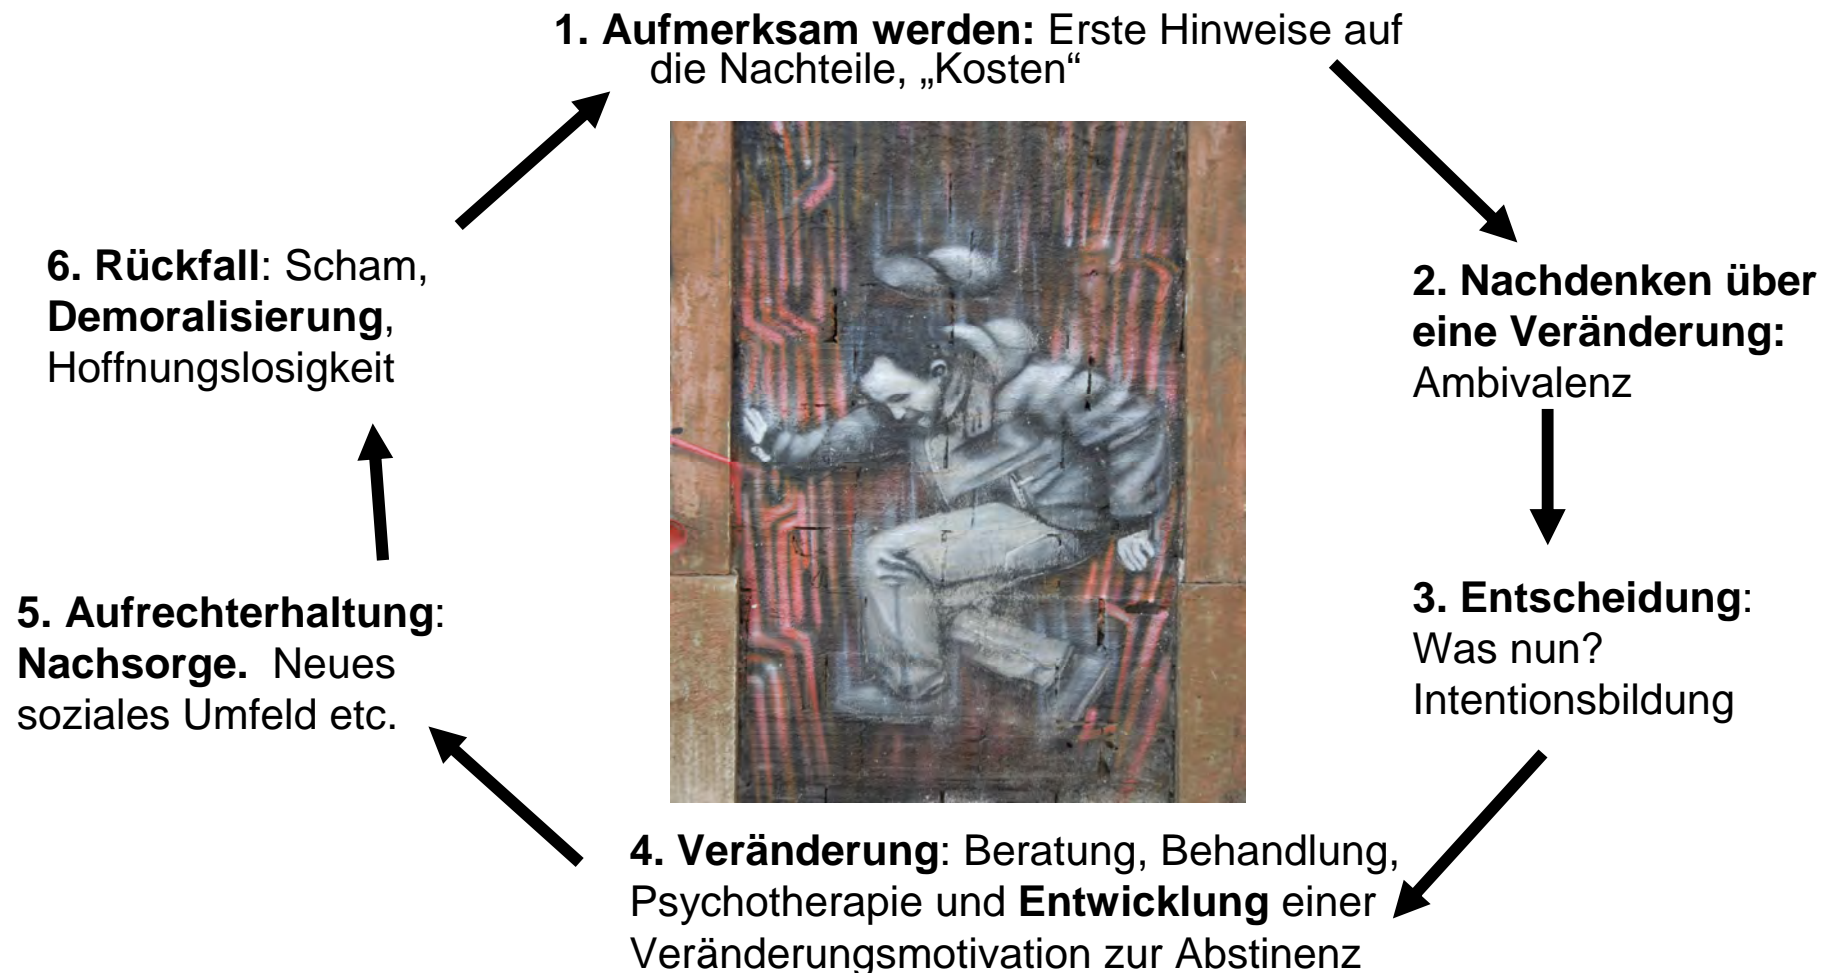 1. Aufmerksam werden: Erste Hinweise auf
die Nachteile, „Kosten“
2. Nachdenken über
eine Veränderung:
Ambivalenz
3. Entscheidung:
Was nun?
Intentionsbildung
4. Veränderung: Beratung, Behandlung,
Psychotherapie und Entwicklung einer
Veränderungsmotivation zur Abstinenz
5. Aufrechterhaltung:
Nachsorge. Neues
soziales Umfeld etc.
6. Rückfall: Scham,
Demoralisierung,
Hoffnungslosigkeit